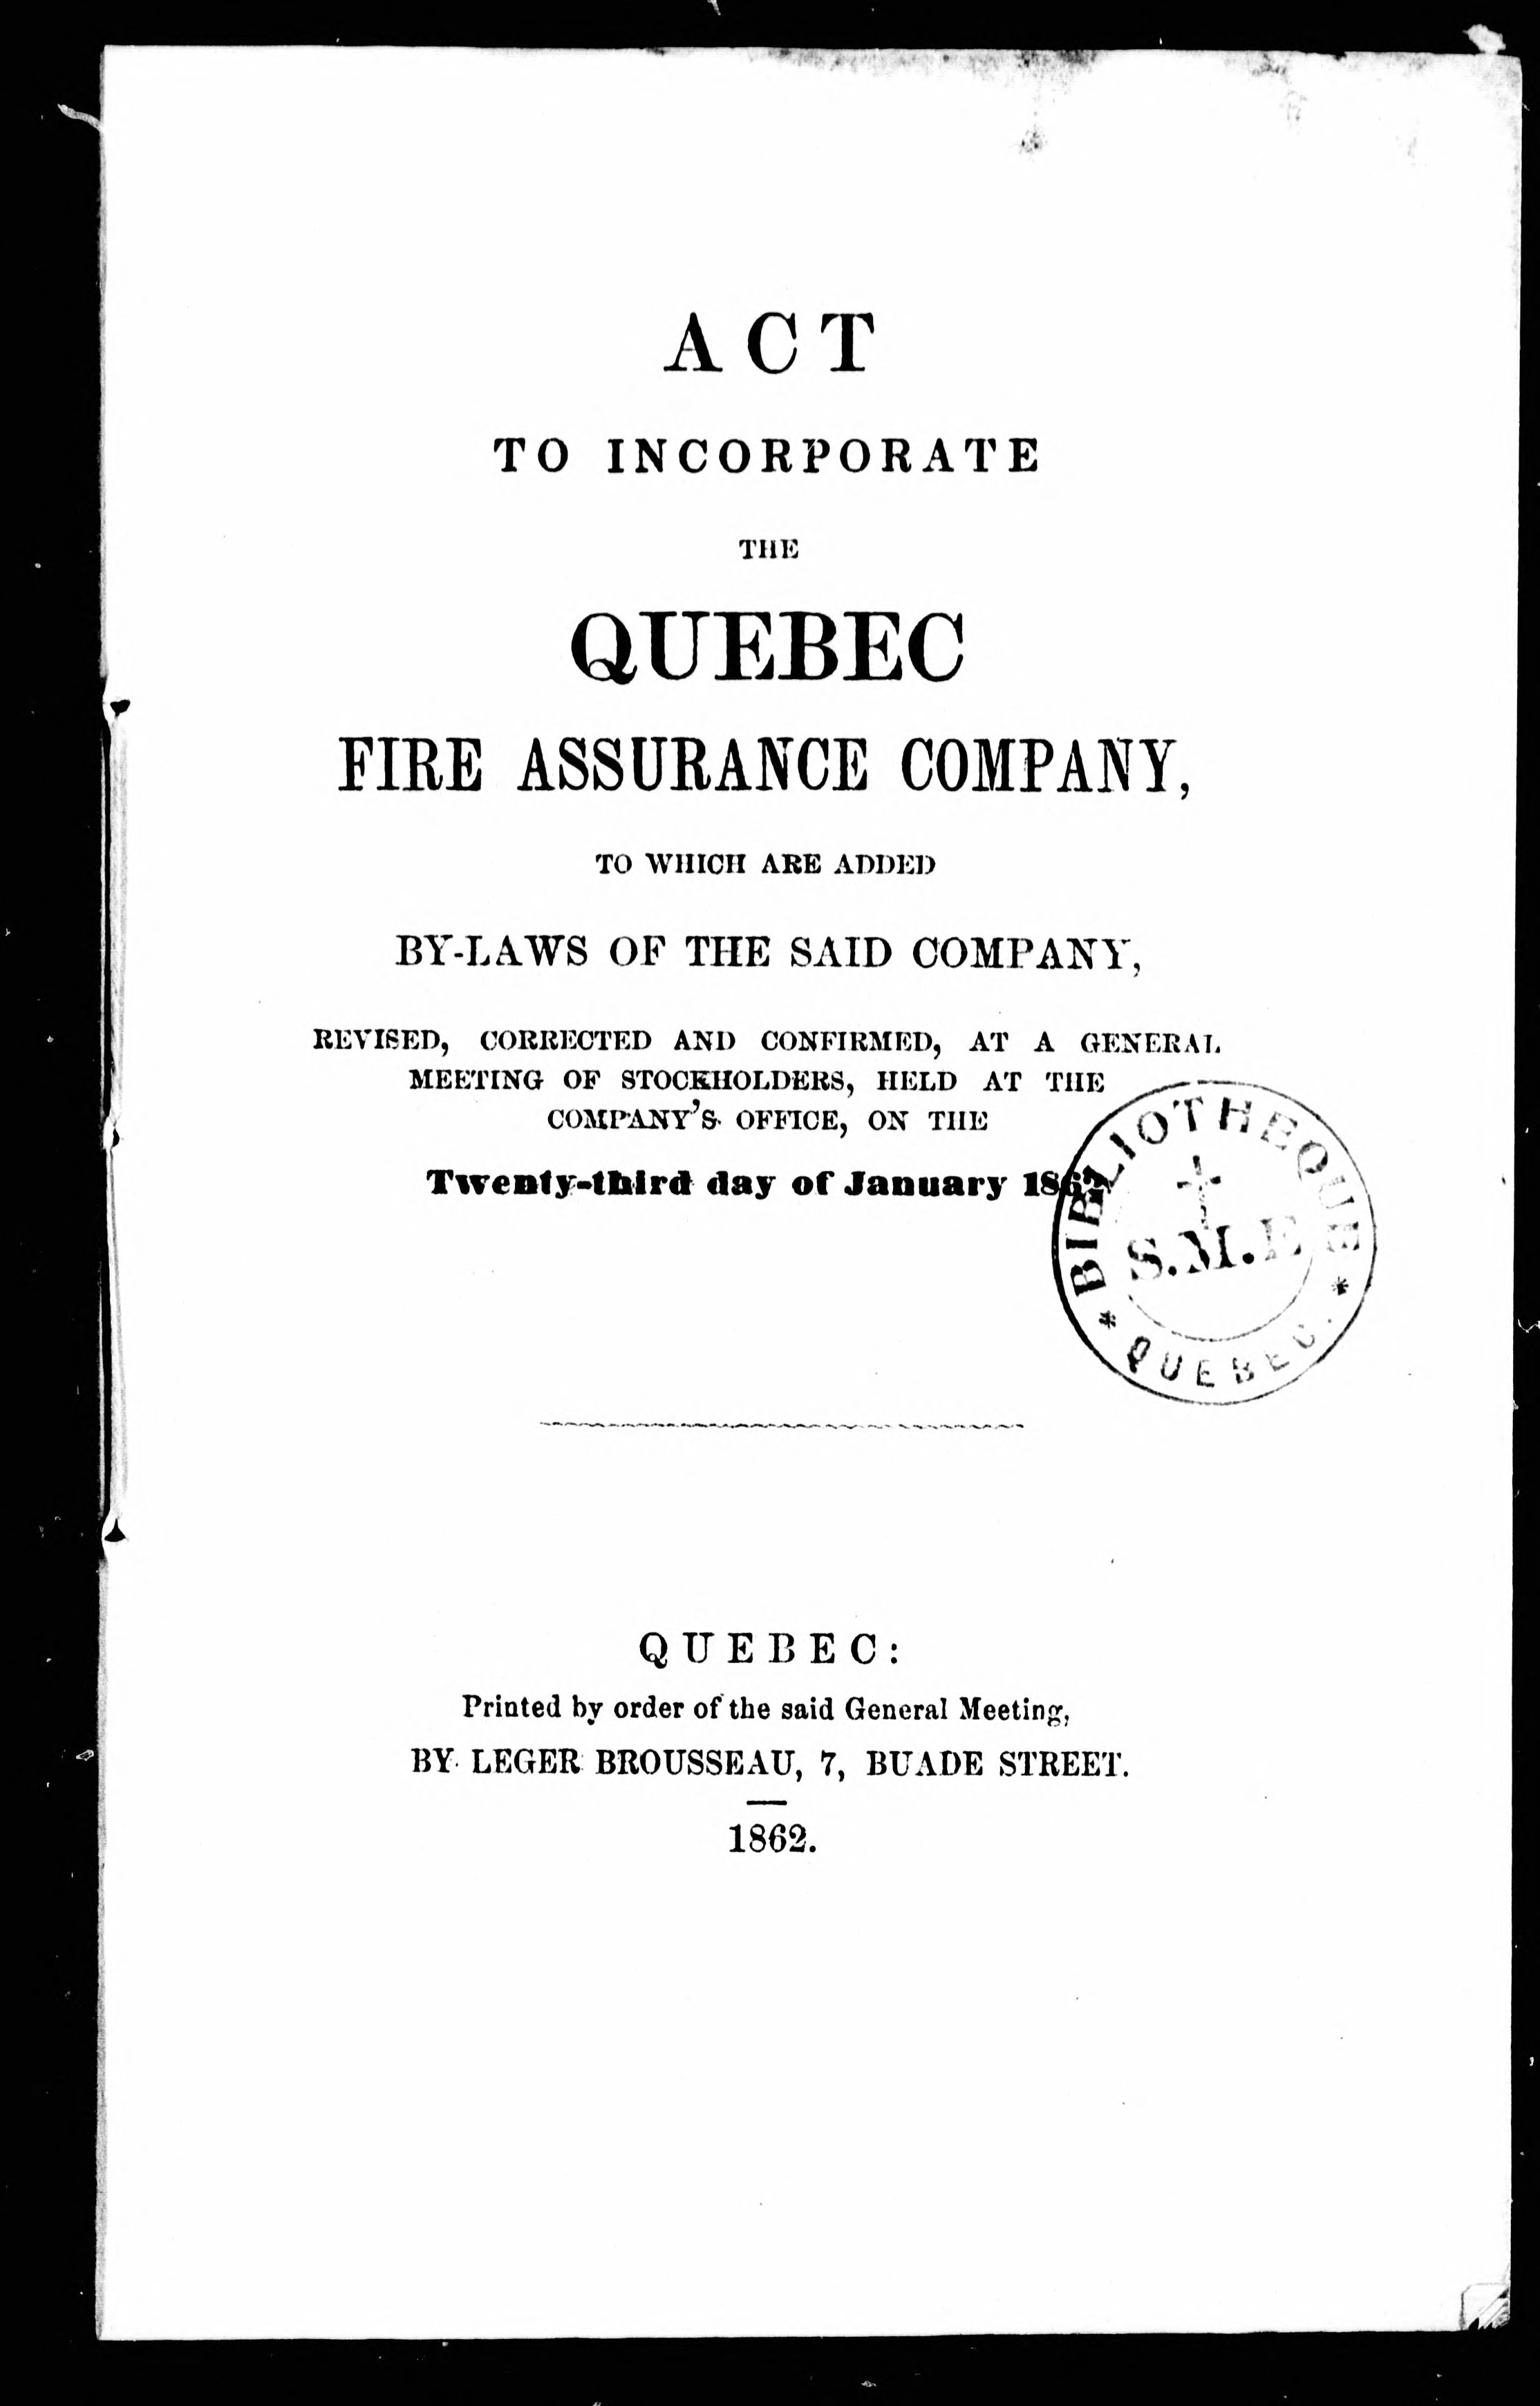 ACT
TO INCORPORATE
THE
QUEBEC
FIRE ASSURANCE COMPANY,
TO WHICH ARE ADDED
BY-LAWS OF THE SAID COMPANY,
REVISED, CORRECTED AND CONFIRMED, AT A GENERAL
MEETING OF STOCKHOLDERS, HELD AT THE
COMPANY'S OFFICE, ON THE
Twenty-third day of January
BIBLIOTHEQUE
S.M.E
* QUEBEC. *
QUEBEC:
Printed by order of the said General Meeting,
BY LEGER BROUSSEAU, 7, BUADE STREET.
1862.